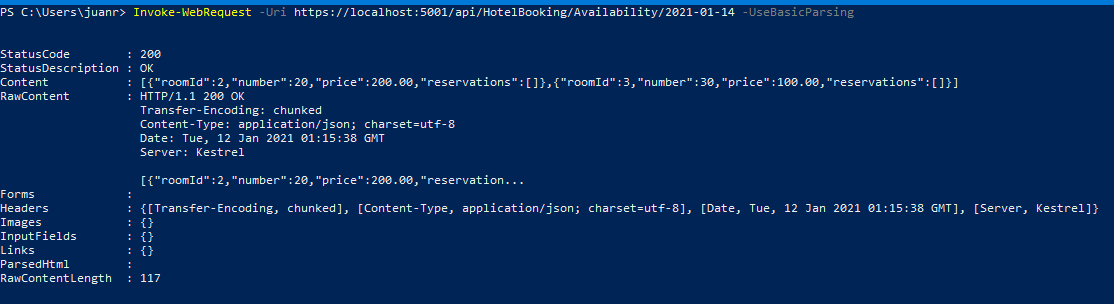 PS C:\Users\juanr> Invoke-WebRequest -Uri https://localhost:5001/api/HotelBooking/Availability/2021-01-14 -UseBasicParsing
StatusCode : 200
StatusDescription : OK
Content : [{"roomId":2,"number":20,"price":200.00,"reservations":[]},{"roomId":3,"number":30,"price":100.00,"reservations":[]}]
RawContent : HTTP/1.1 200 OK
Transfer-Encoding: chunked
Content-Type: application/json; charset=utf-8
Date: Tue, 12 Jan 2021 01:15:38 GMT
Server: Kestrel
[{"roomId":2,"number":20,"price":200.00,"reservation...
Forms :
Headers : {[Transfer-Encoding, chunked], [Content-Type, application/json; charset=utf-8], [Date, Tue, 12 Jan 2021 01:15:38 GMT], [Server, Kestrel]}
Images : {}
InputFields : {}
Links : {}
ParsedHtml :
RawContentLength : 117